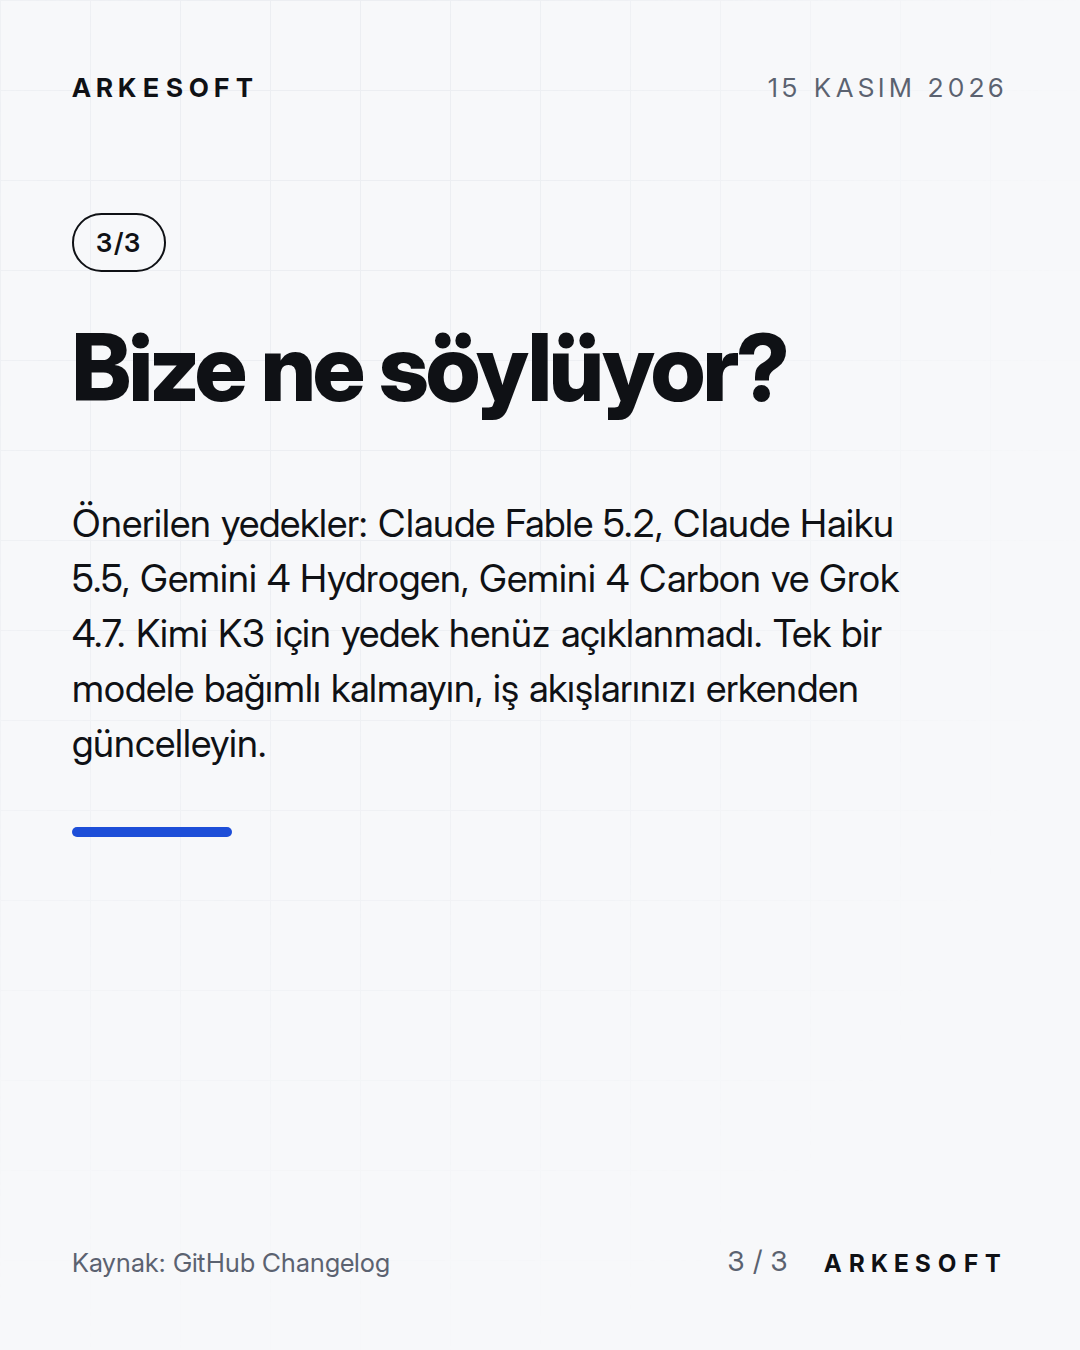 ARKESOFT
15 KASIM 2026
3/3
Bize ne söylüyor?
Önerilen yedekler: Claude Fable 5.2, Claude Haiku
5.5, Gemini 4 Hydrogen, Gemini 4 Carbon ve Grok
4.7. Kimi K3 için yedek henüz açıklanmadı. Tek bir
modele bağımlı kalmayın, iş akışlarınızı erkenden
güncelleyin.
Kaynak: GitHub Changelog
3 / 3
ARKESOFT